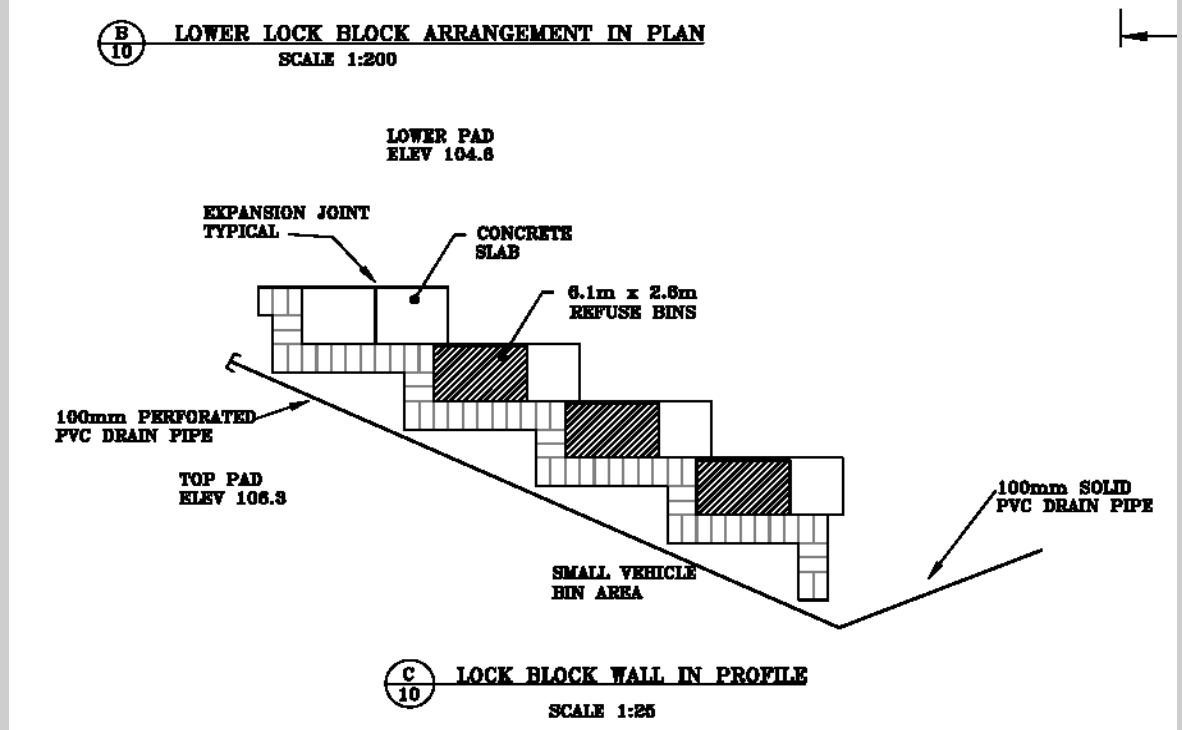 B
10
LOWER LOCK BLOCK ARRANGEMENT IN PLAN
SCALE 1:200
LOWER PAD
ELEV 104.6
EXPANSION JOINT
TYPICAL
CONCRETE
SLAB
6.1m x 2.6m
REFUSE BINS
100mm PERFORATED
PVC DRAIN PIPE
TOP PAD
ELEV 106.3
100mm SOLID
PVC DRAIN PIPE
SMALL VEHICLE
BIN AREA
C
10
LOCK BLOCK WALL IN PROFILE
SCALE 1:25